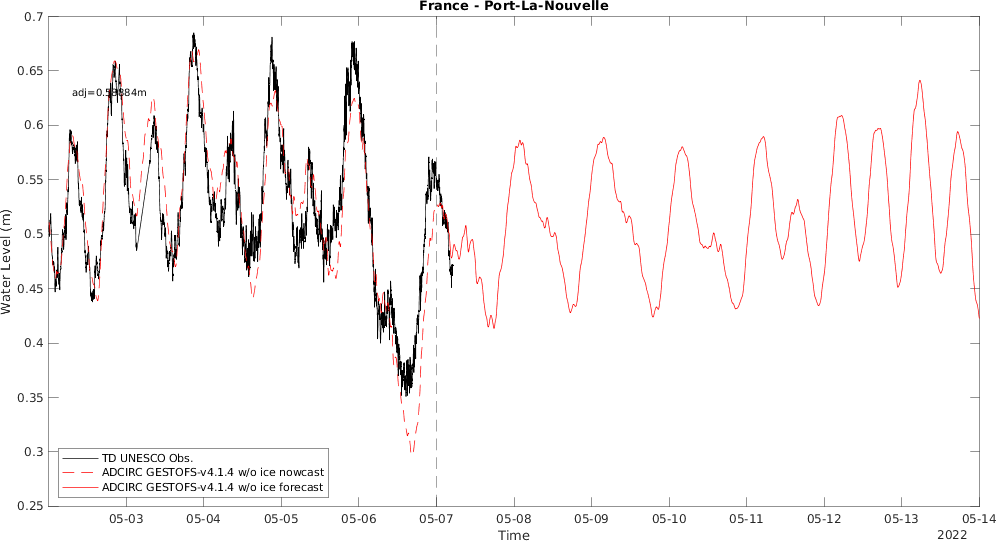 France - Port-La-Nouvelle
0.7
0.65
0.6
0.55
0.5
0.45
0.4
0.35
0.3
0.25
Water Level (m)
adj=0.59884m
TD UNESCO Obs.
ADCIRC GESTOFS-v4.1.4 w/o ice nowcast
ADCIRC GESTOFS-v4.1.4 w/o ice forecast
05-03 05-04 05-05 05-06 05-07 05-08 05-09 05-10 05-11 05-12 05-13 05-14
Time
2022